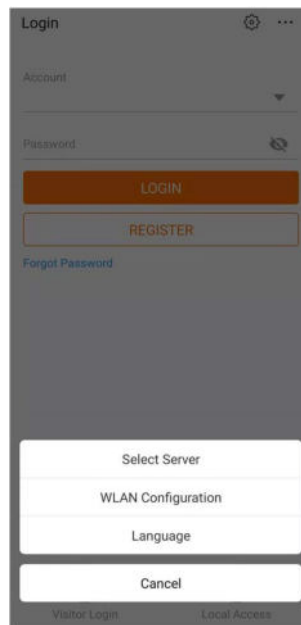 Login
Account
Password
LOGIN
REGISTER
Forgot Password
Select Server
WLAN Configuration
Language
Cancel
Visitor Login Local Access